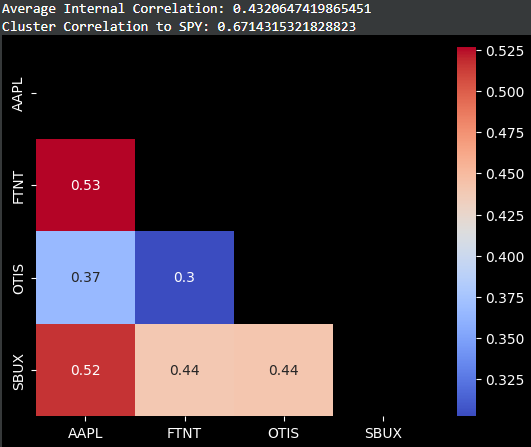 Average Internal Correlation: 0.4320647419865451
Cluster Correlation to SPY: 0.6714315321828823
AAPL
FTNT
OTIS
SBUX
0.53
0.37 0.3
0.52 0.44 0.44
AAPL FTNT OTIS SBUX
0.525
0.500
0.475
0.450
0.425
0.400
0.375
0.350
0.325